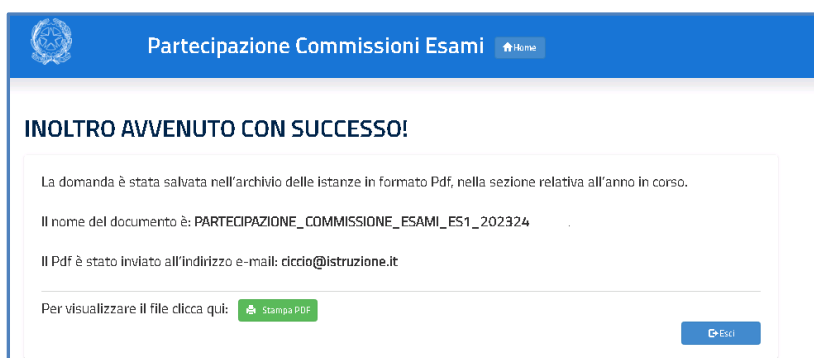 Partecipazione Commissioni Esami Home
INOLTRO AVVENUTO CON SUCCESSO!
La domanda è stata salvata nell'archivio delle istanze in formato Pdf, nella sezione relativa all'anno in corso.
Il nome del documento è: PARTECIPAZIONE_COMMISSIONE_ESAMI_ES1_202324 .
Il Pdf è stato inviato all'indirizzo e-mail: ciccio@istruzione.it
Per visualizzare il file clicca qui: Stampa PDF
Esci